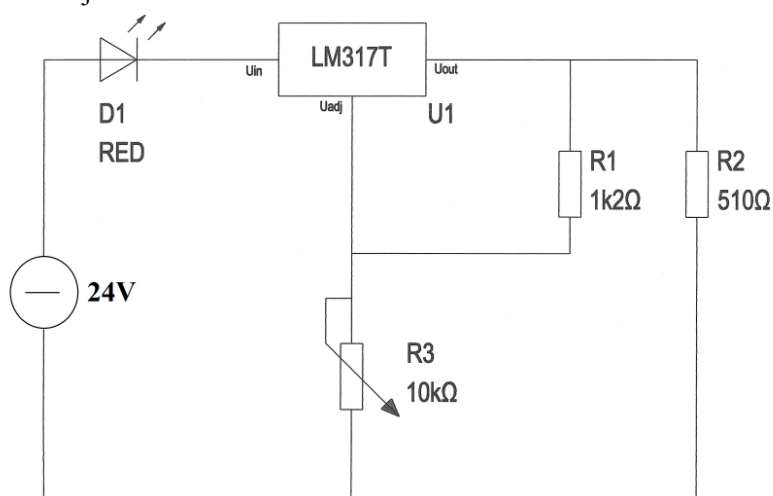 LM317T
Uin
Uout
Uadj
U1
D1
RED
R1
1k2Ω
R2
510Ω
24V
R3
10kΩ